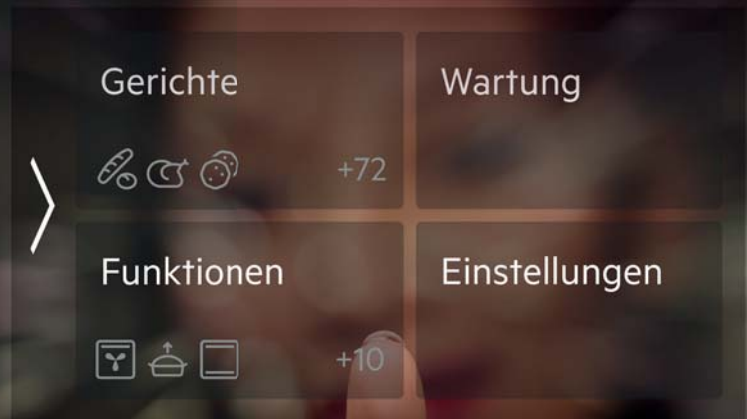 Gerichte
Wartung
+72
Funktionen
Einstellungen
+10